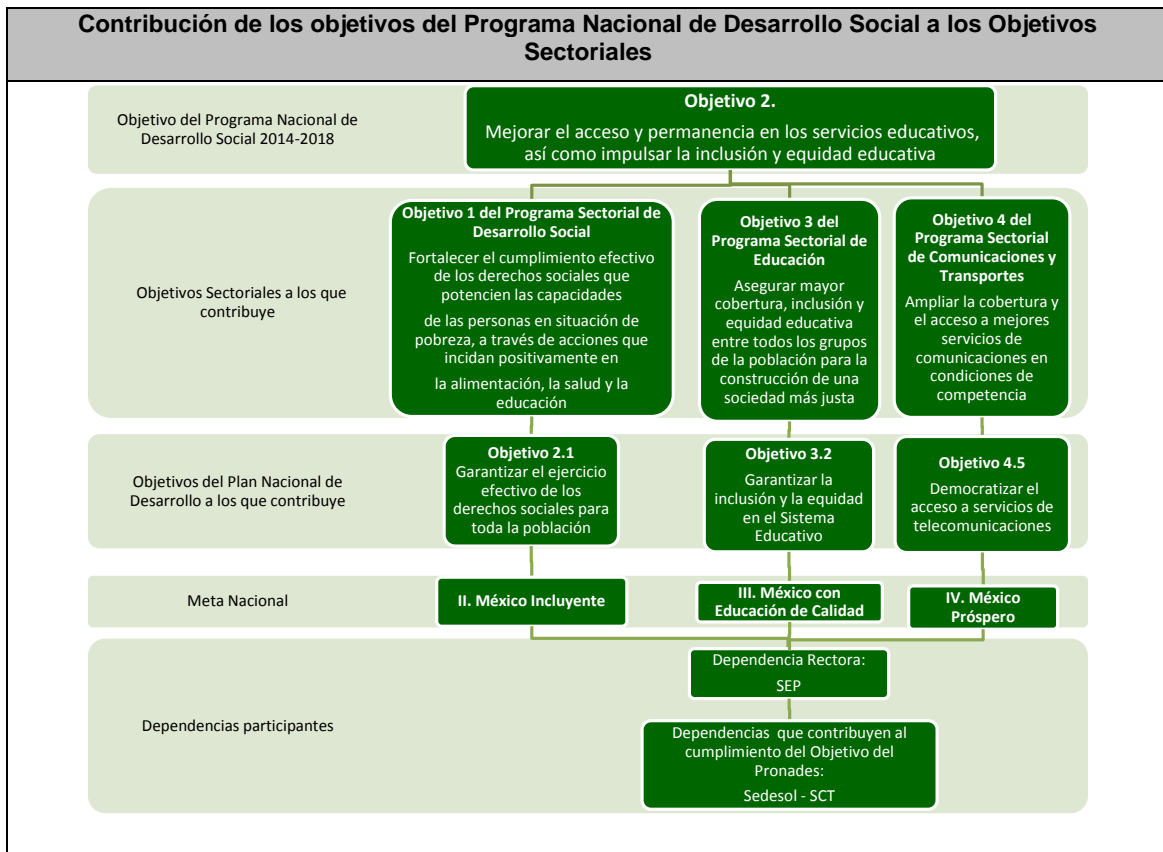 Contribución de los objetivos del Programa Nacional de Desarrollo Social a los Objetivos
Sectoriales
Objetivo del Programa Nacional de
Desarrollo Social 2014-2018
Objetivo 2.
Mejorar el acceso y permanencia en los servicios educativos,
así como impulsar la inclusión y equidad educativa
Objetivos Sectoriales a los que
contribuye
Objetivo 1 del Programa Sectorial de
Desarrollo Social
Fortalecer el cumplimiento efectivo
de los derechos sociales que
potencien las capacidades
de las personas en situación de
pobreza, a través de acciones que
incidan positivamente en
la alimentación, la salud y la
educación
Objetivo 3 del
Programa Sectorial de
Educación
Asegurar mayor
cobertura, inclusión y
equidad educativa
entre todos los grupos
de la población para la
construcción de una
sociedad más justa
Objetivo 4 del
Programa Sectorial
de Comunicaciones y
Transportes
Ampliar la cobertura y
el acceso a mejores
servicios de
comunicaciones en
condiciones de
competencia
Objetivos del Plan Nacional de
Desarrollo a los que contribuye
Objetivo 2.1
Garantizar el ejercicio
efectivo de los
derechos sociales para
toda la población
Objetivo 3.2
Garantizar la
inclusión y la equidad
en el Sistema
Educativo
Objetivo 4.5
Democratizar el
acceso a servicios de
telecomunicaciones
Meta Nacional
II. México Incluyente
III. México con
Educación de Calidad
IV. México
Próspero
Dependencias participantes
Dependencia Rectora:
SEP
Dependencias que contribuyen al
cumplimiento del Objetivo del
Pronades:
Sedesol - SCT